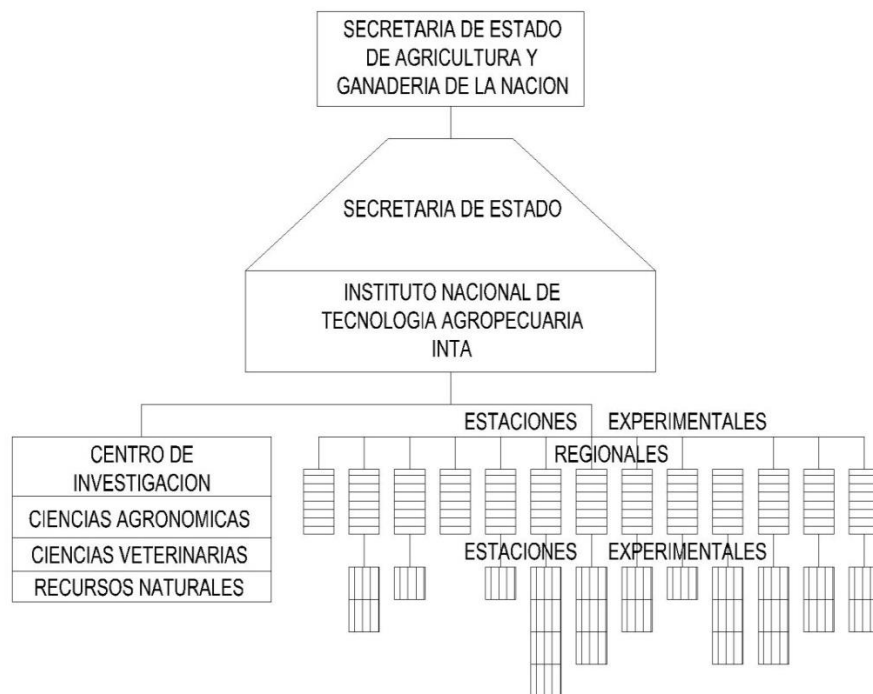 SECRETARIA DE ESTADO
DE AGRICULTURA Y
GANADERIA DE LA NACION
SECRETARIA DE ESTADO
INSTITUTO NACIONAL DE
TECNOLOGIA AGROPECUARIA
INTA
ESTACIONES EXPERIMENTALES
REGIONALES
CENTRO DE
INVESTIGACION
CIENCIAS AGRONOMICAS
CIENCIAS VETERINARIAS
RECURSOS NATURALES
ESTACIONES EXPERIMENTALES